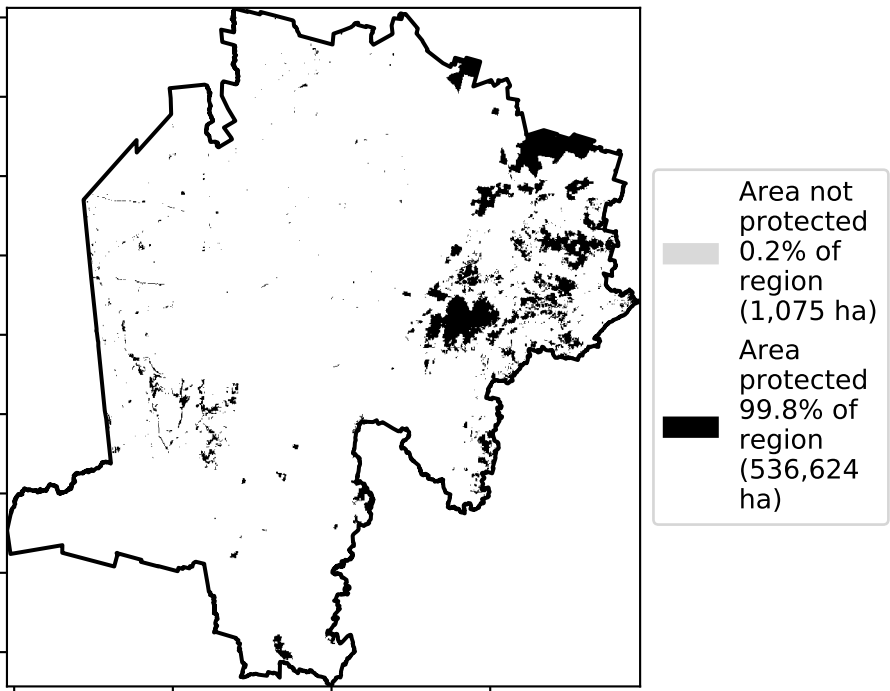 Area not
protected
0.2% of
region
(1,075 ha)
Area
protected
99.8% of
region
(536,624
ha)